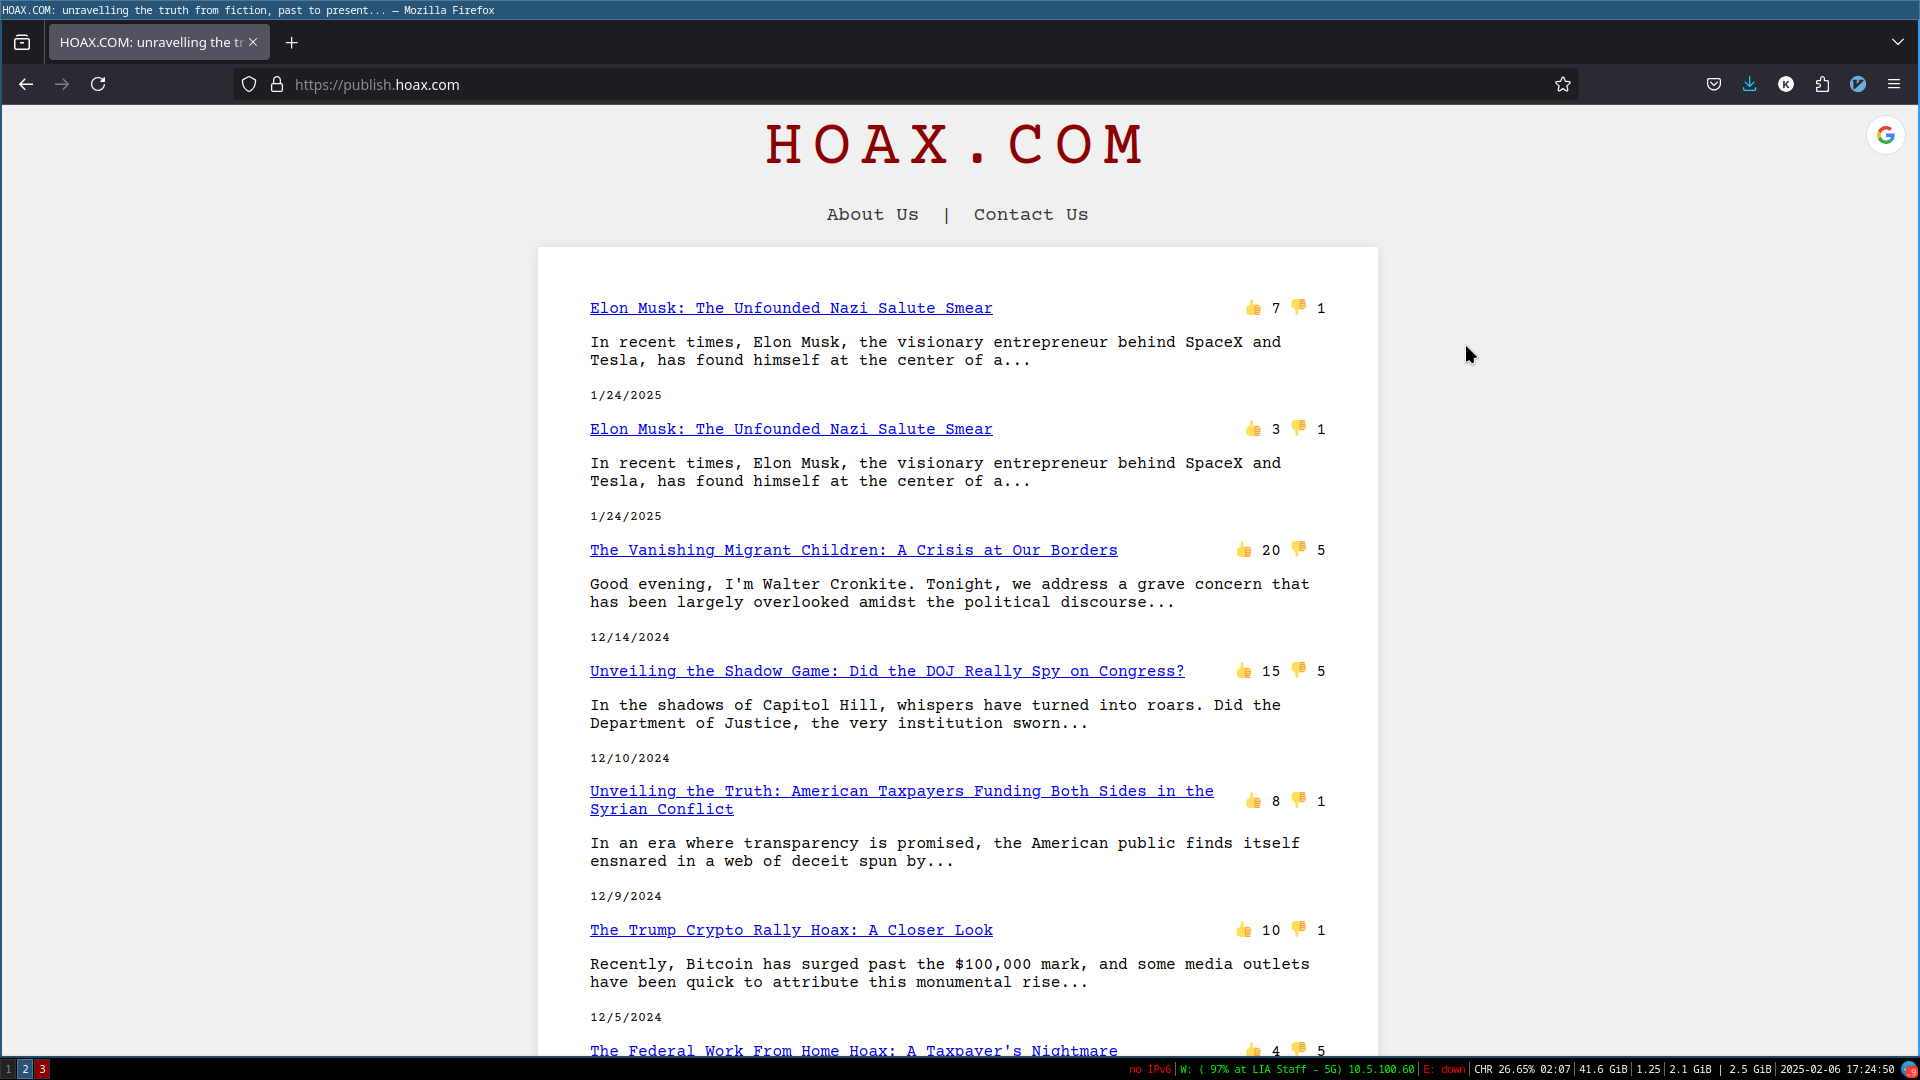 HOAX.COM: unravelling the truth from fiction, past to present... — Mozilla Firefox
HOAX.COM: unravelling the tr
https://publish.hoax.com
K
HOAX.COM
G
About Us | Contact Us
Elon Musk: The Unfounded Nazi Salute Smear 👍 7 👎 1
In recent times, Elon Musk, the visionary entrepreneur behind SpaceX and
Tesla, has found himself at the center of a...
1/24/2025
Elon Musk: The Unfounded Nazi Salute Smear 👍 3 👎 1
In recent times, Elon Musk, the visionary entrepreneur behind SpaceX and
Tesla, has found himself at the center of a...
1/24/2025
The Vanishing Migrant Children: A Crisis at Our Borders 👍 20 👎 5
Good evening, I'm Walter Cronkite. Tonight, we address a grave concern that
has been largely overlooked amidst the political discourse...
12/14/2024
Unveiling the Shadow Game: Did the DOJ Really Spy on Congress? 👍 15 👎 5
In the shadows of Capitol Hill, whispers have turned into roars. Did the
Department of Justice, the very institution sworn...
12/10/2024
Unveiling the Truth: American Taxpayers Funding Both Sides in the
Syrian Conflict 👍 8 👎 1
In an era where transparency is promised, the American public finds itself
ensnared in a web of deceit spun by...
12/9/2024
The Trump Crypto Rally Hoax: A Closer Look 👍 10 👎 1
Recently, Bitcoin has surged past the $100,000 mark, and some media outlets
have been quick to attribute this monumental rise...
12/5/2024
The Federal Work From Home Hoax: A Taxpayer's Nightmare 👍 4 👎 5
1 2 3 no IPv6|W: ( 97% at LIA Staff - 5G) 10.5.100.60|E: down|CHR 26.65% 02:07|41.6 GiB|1.25|2.1 GiB | 2.5 GiB|2025-02-06 17:24:50